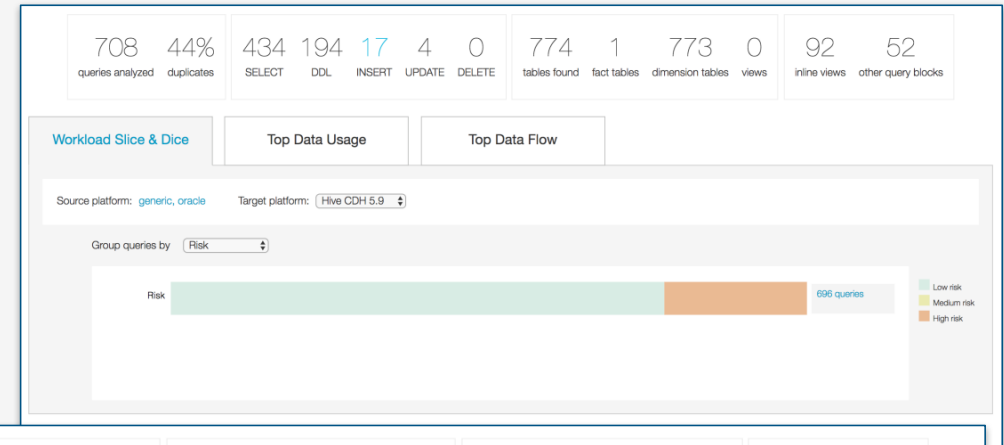 708 44% 434 194 17 4 0 774 1 773 0 92 52
queries analyzed duplicates SELECT DDL INSERT UPDATE DELETE tables found fact tables dimension tables views inline views other query blocks
Workload Slice & Dice Top Data Usage Top Data Flow
Source platform: generic, oracle Target platform: Hive CDH 5.9
Group queries by Risk
Risk 696 queries
Low risk
Medium risk
High risk